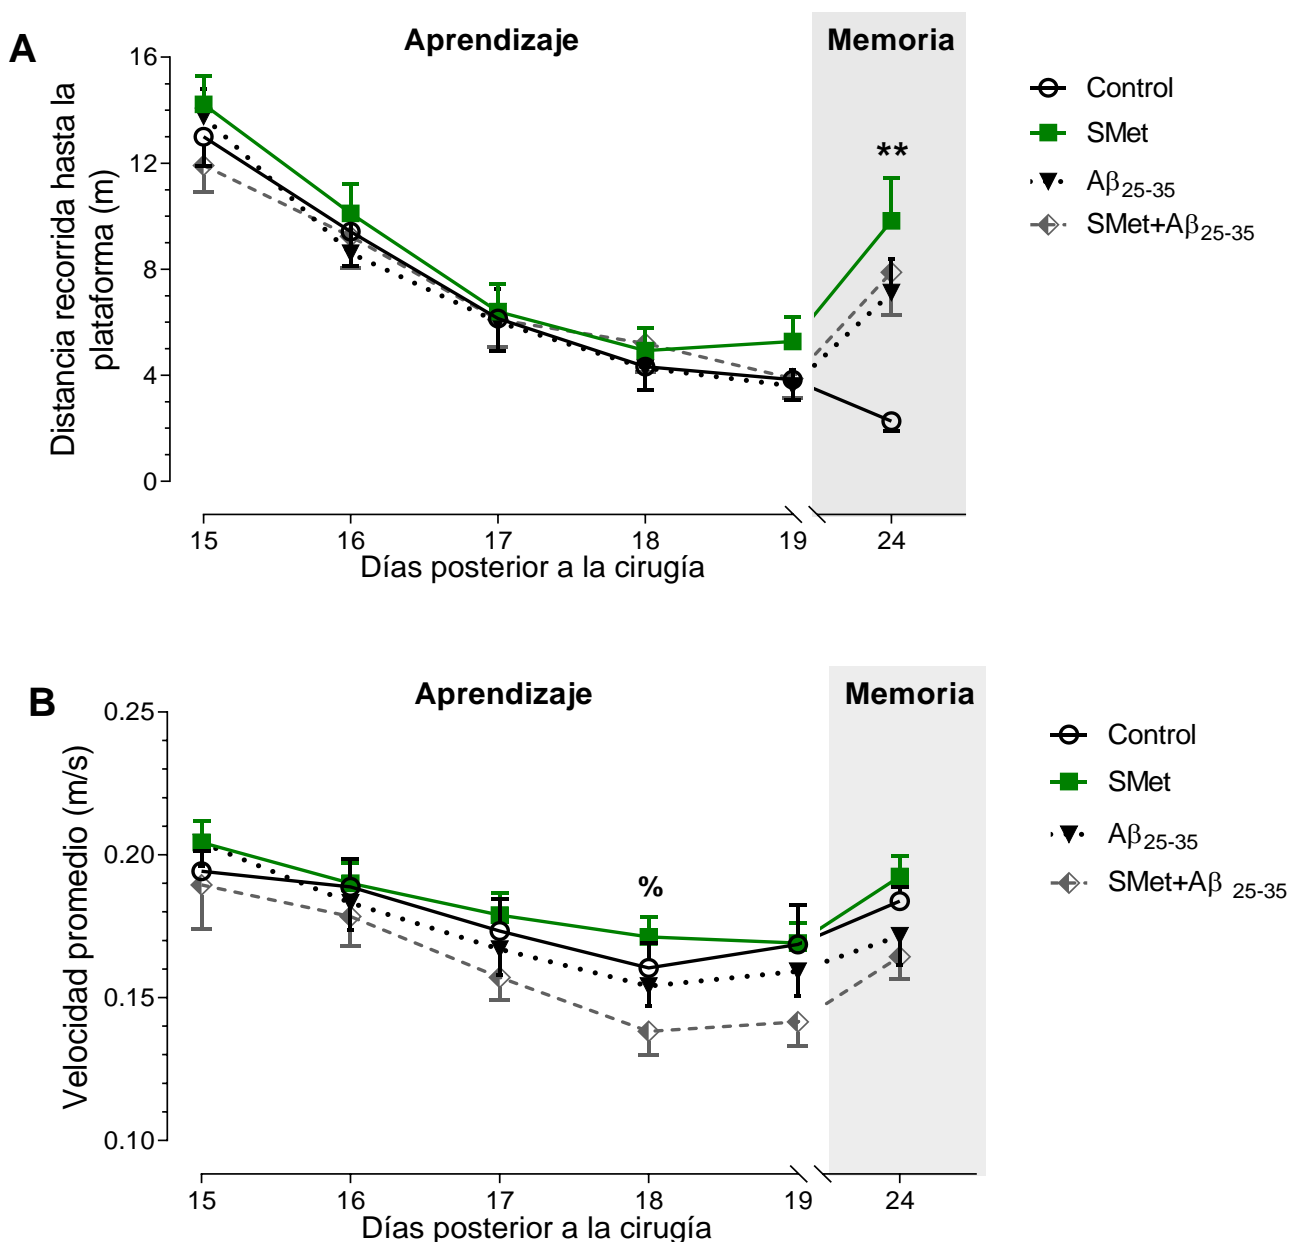 A
Aprendizaje
Memoria
Distancia recorrida hasta la
plataforma (m)
16
12
8
4
0
**
15
16
17
18
19
24
Días posterior a la cirugía
Control
SMet
Aβ25-35
SMet+Aβ25-35
B
Aprendizaje
Memoria
Velocidad promedio (m/s)
0.25
0.20
0.15
0.10
%
15
16
17
18
19
24
Días posterior a la cirugía
Control
SMet
Aβ25-35
SMet+Aβ 25-35